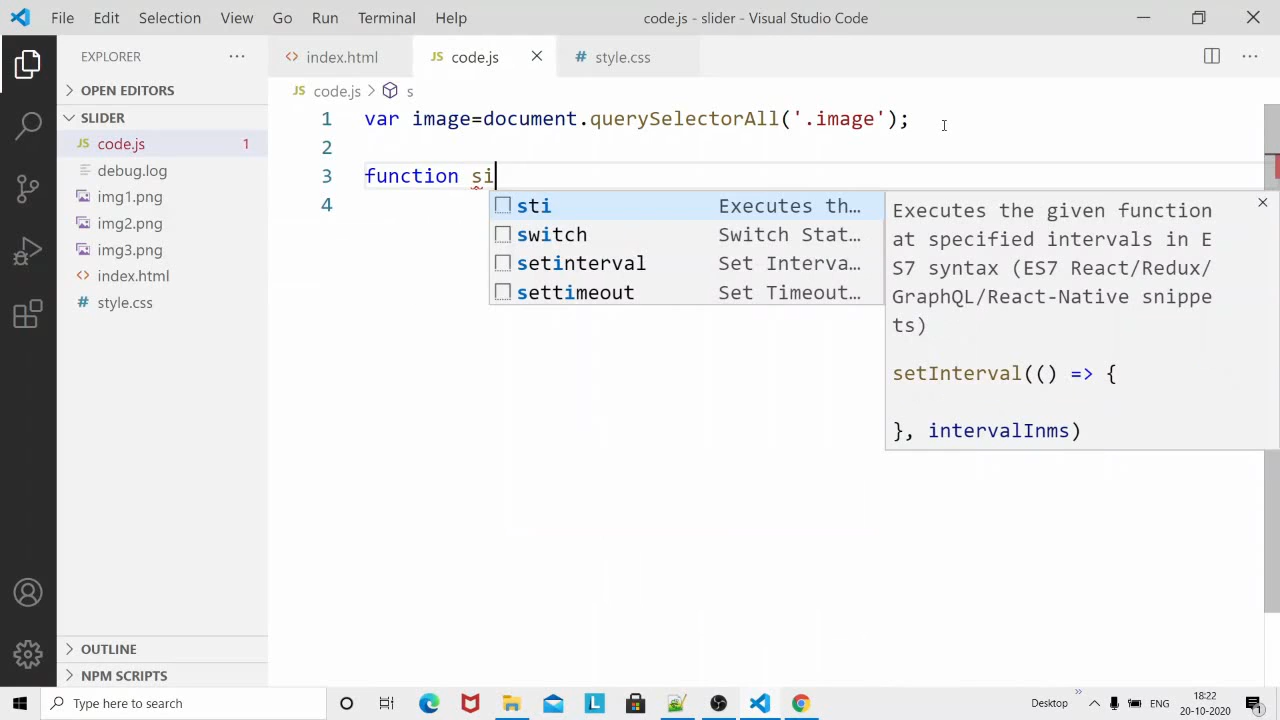 File Edit Selection View Go Run Terminal Help code.js - slider - Visual Studio Code
EXPLORER ···
index.html
JS code.js
# style.css
···
OPEN EDITORS
SLIDER
JS code.js 1
debug.log
img1.png
img2.png
img3.png
<> index.html
# style.css
OUTLINE
NPM SCRIPTS
JS code.js > s
1 var image=document.querySelectorAll('.image');
2
3 function si
4
sti Executes th…
switch Switch Stat…
setinterval Set Interva…
settimeout Set Timeout…
Executes the given function
at specified intervals in E
S7 syntax (ES7 React/Redux/
GraphQL/React-Native snippe
ts)
setInterval(() => {
}, intervalInms)
Type here to search
L
Desktop
»
ENG
18:22
20-10-2020
1